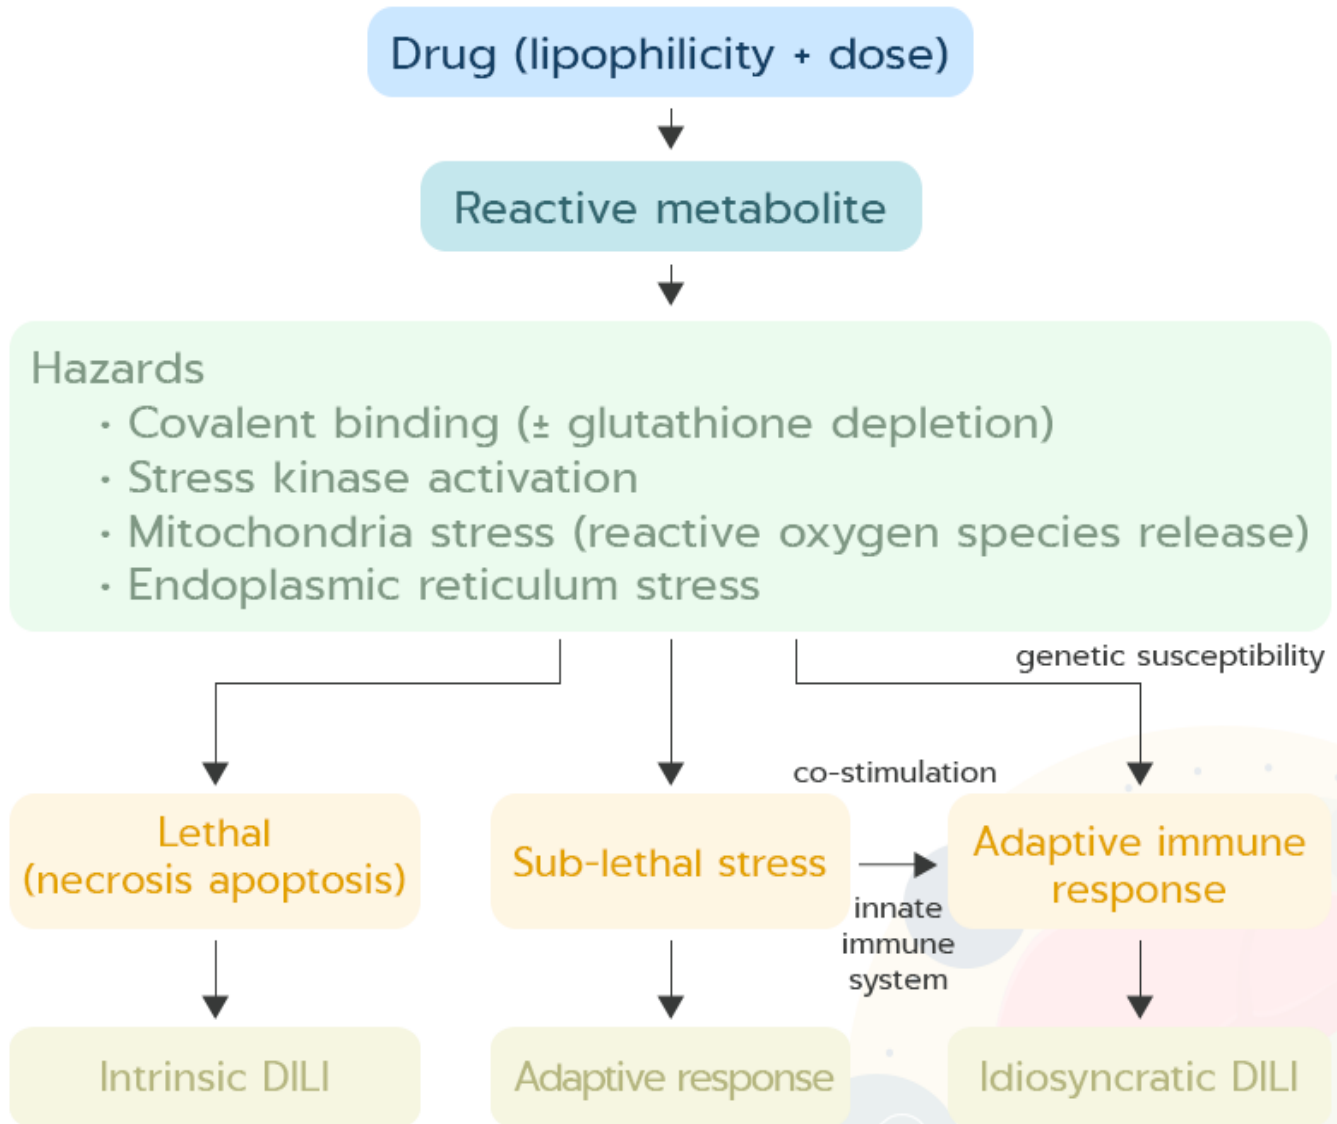 Drug (lipophilicity + dose)
Reactive metabolite
Hazards
· Covalent binding (± glutathione depletion)
· Stress kinase activation
· Mitochondria stress (reactive oxygen species release)
· Endoplasmic reticulum stress
genetic susceptibility
co-stimulation
Lethal
(necrosis apoptosis)
Sub-lethal stress
innate
immune
system
Adaptive immune
response
Intrinsic DILI
Adaptive response
Idiosyncratic DILI